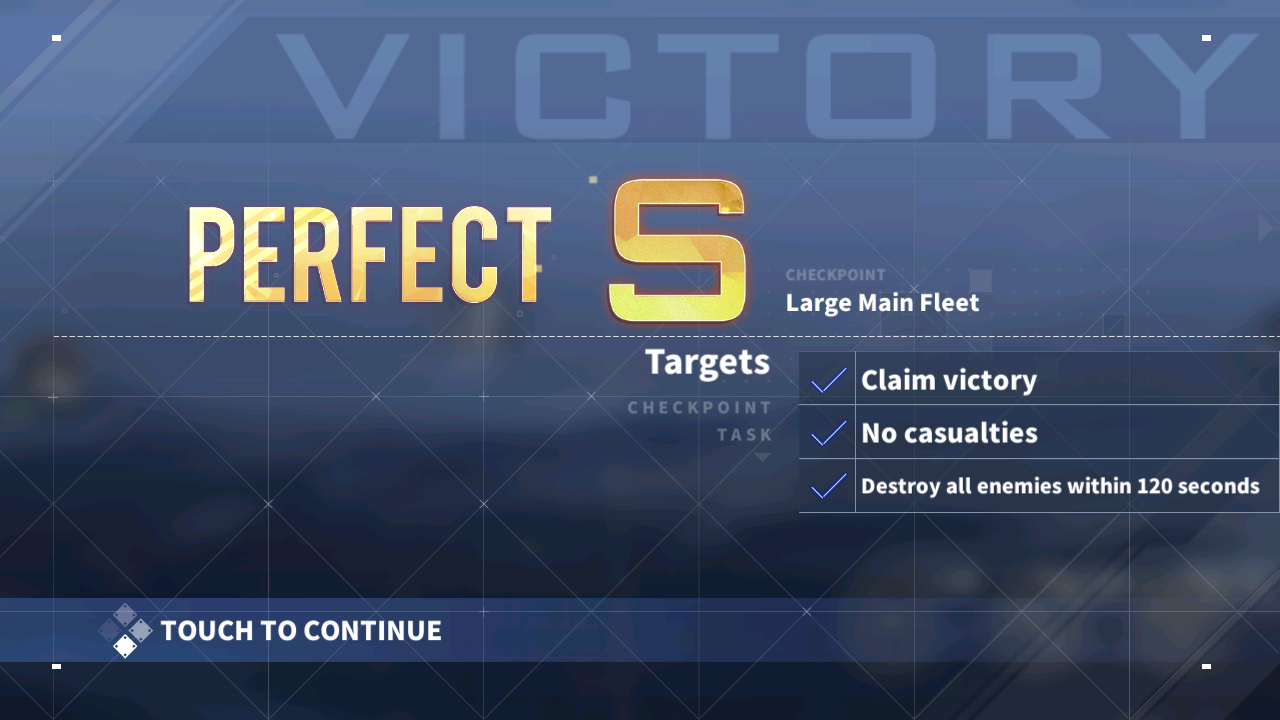 VICTORY
PERFECT S
CHECKPOINT
Large Main Fleet
Targets
CHECKPOINT
TASK
Claim victory
No casualties
Destroy all enemies within 120 seconds
TOUCH TO CONTINUE